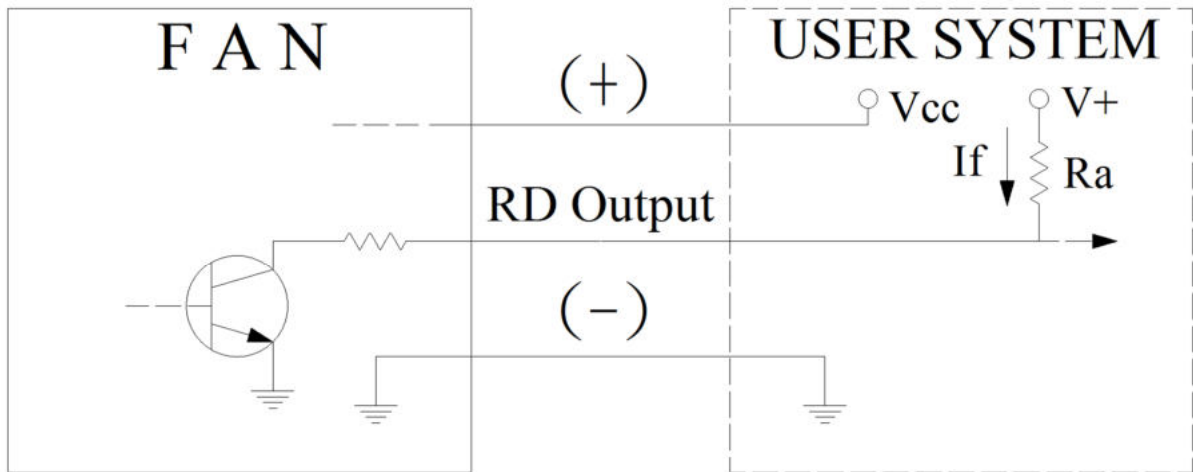 F A N
USER SYSTEM
(+)
Vcc
V+
If
Ra
RD Output
(-)